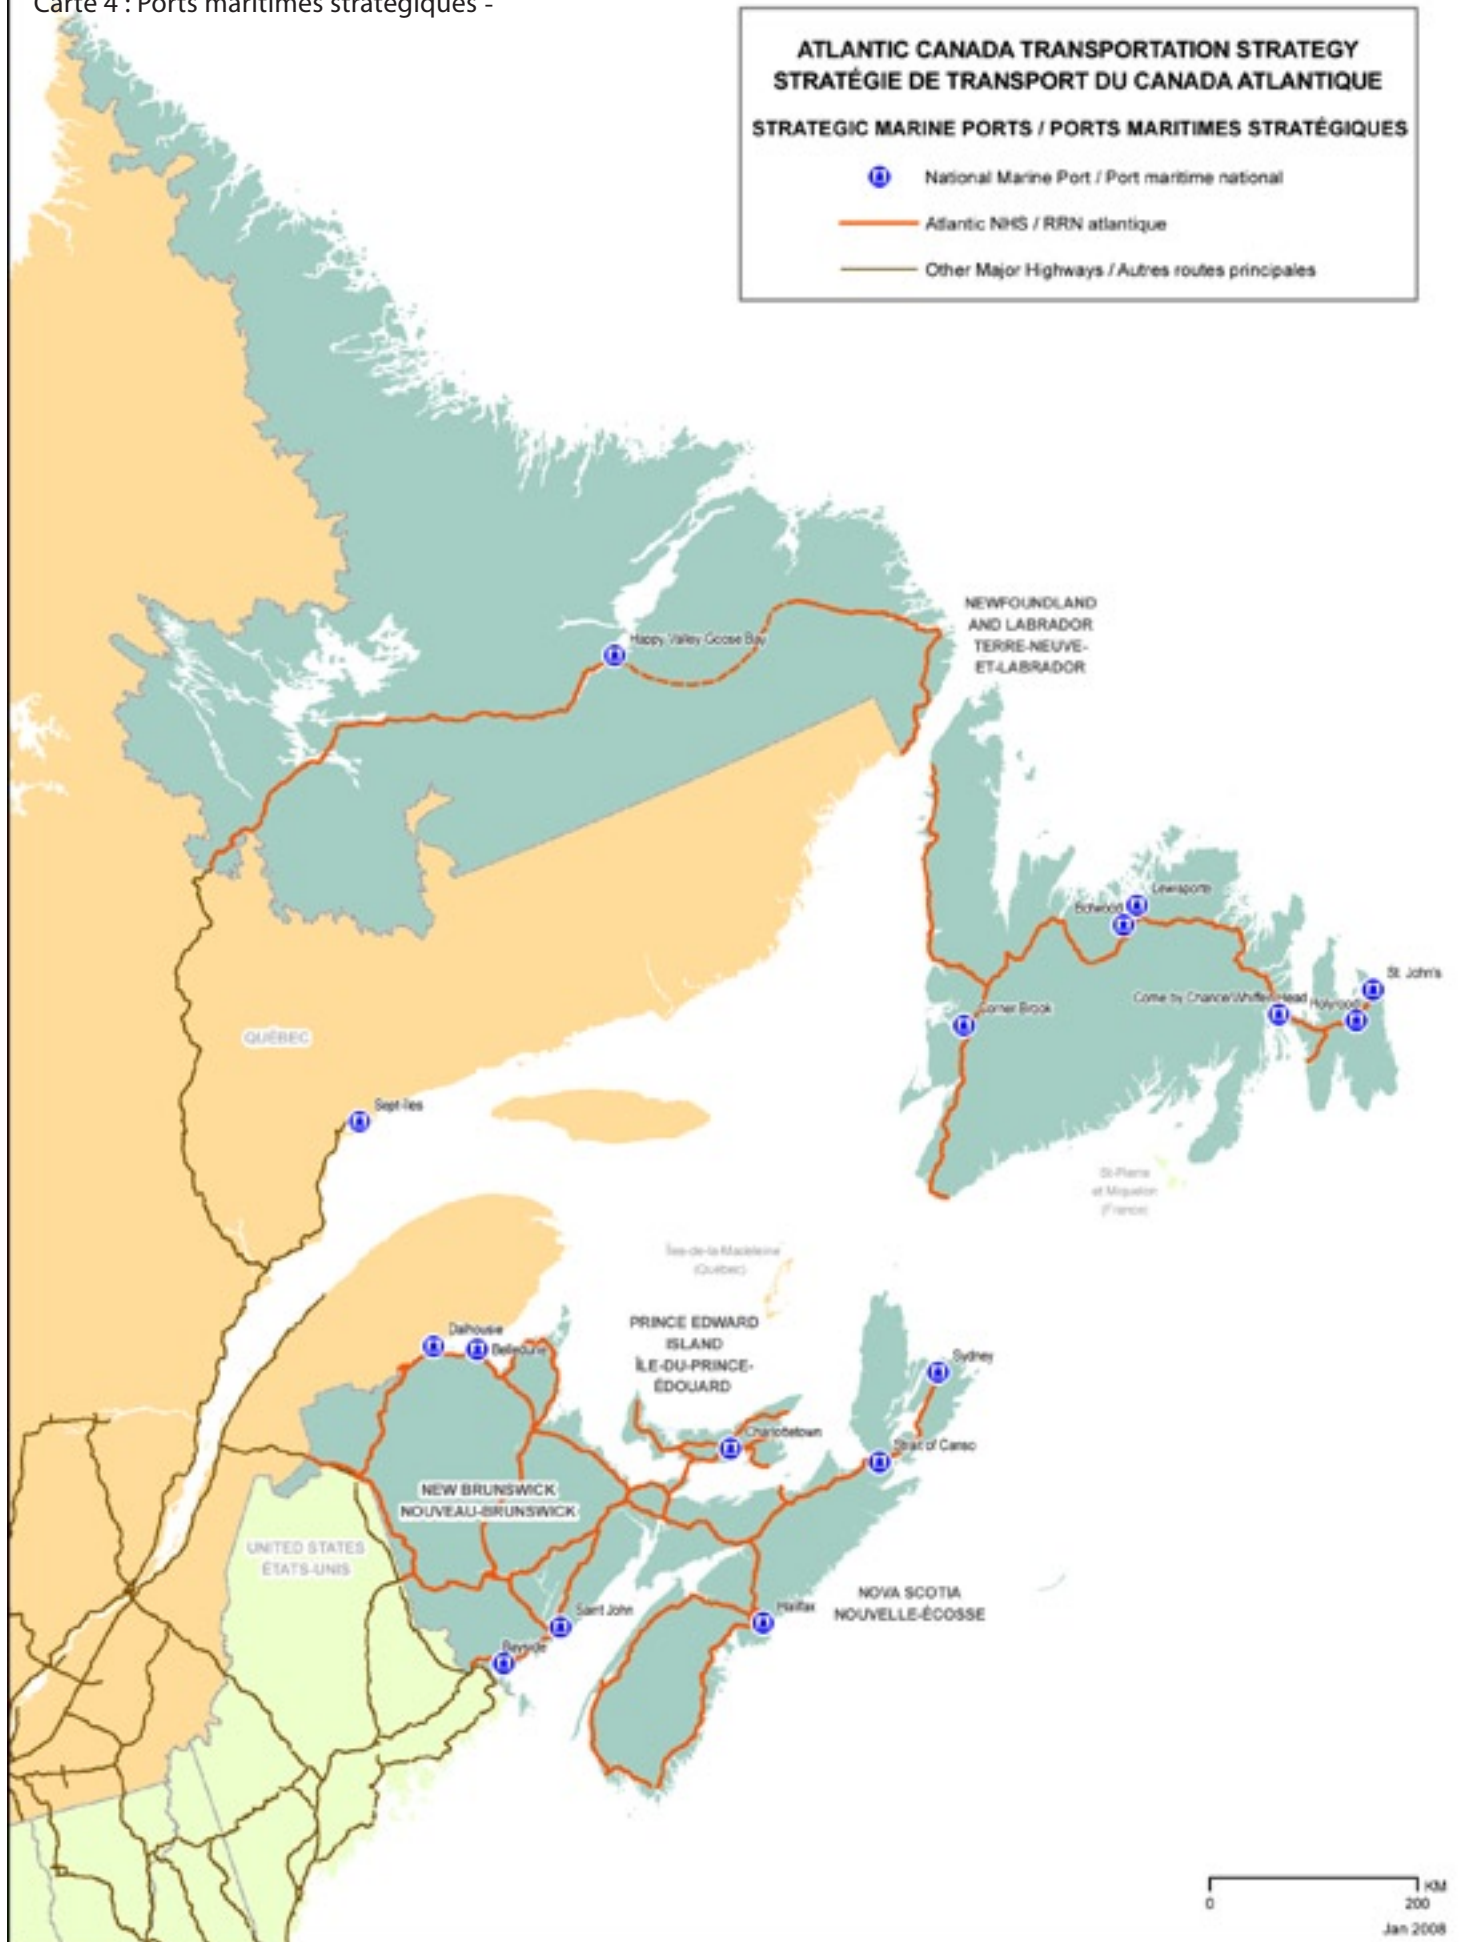 Carte 4 : Ports maritimes stratégiques -
ATLANTIC CANADA TRANSPORTATION STRATEGY
STRATÉGIE DE TRANSPORT DU CANADA ATLANTIQUE
STRATEGIC MARINE PORTS / PORTS MARITIMES STRATÉGIQUES
National Marine Port / Port maritime national
Atlantic NHS / RRN atlantique
Other Major Highways / Autres routes principales
NEWFOUNDLAND
AND LABRADOR
TERRE-NEUVE-
ET-LABRADOR
Happy Valley Goose Bay
Lewisporte
Botwood
St. John's
Come by Chance/Whiffen Head
Holyrood
Corner Brook
QUÉBEC
Sept-Iles
St-Pierre
et Miquelon
(France)
Îles-de-la-Madeleine
(Québec)
PRINCE EDWARD
ISLAND
ÎLE-DU-PRINCE-
ÉDOUARD
Dalhousie
Belledune
Sydney
Charlottetown
Strait of Canso
NEW BRUNSWICK
NOUVEAU-BRUNSWICK
UNITED STATES
ÉTATS-UNIS
NOVA SCOTIA
NOUVELLE-ÉCOSSE
Saint John
Halifax
Bayside
KM
0 200
Jan 2008